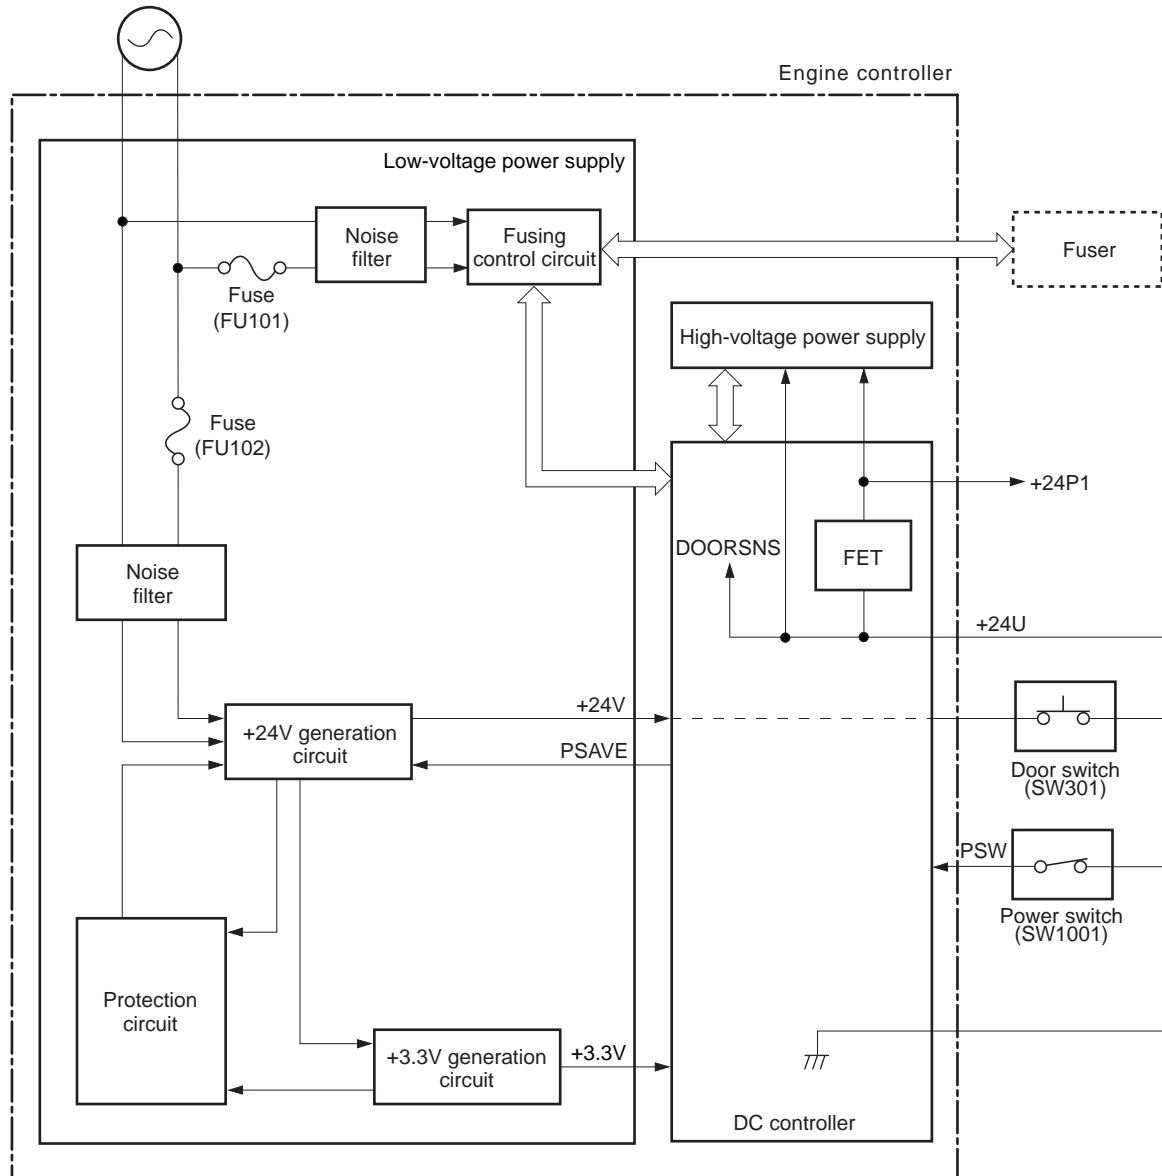 Engine controller
Low-voltage power supply
Noise
filter
Fusing
control circuit
Fuser
Fuse
(FU101)
High-voltage power supply
Fuse
(FU102)
+24P1
DOORSNS
FET
Noise
filter
+24U
+24V
+24V generation
circuit
PSAVE
Door switch
(SW301)
PSW
Power switch
(SW1001)
Protection
circuit
+3.3V generation
circuit
+3.3V
DC controller